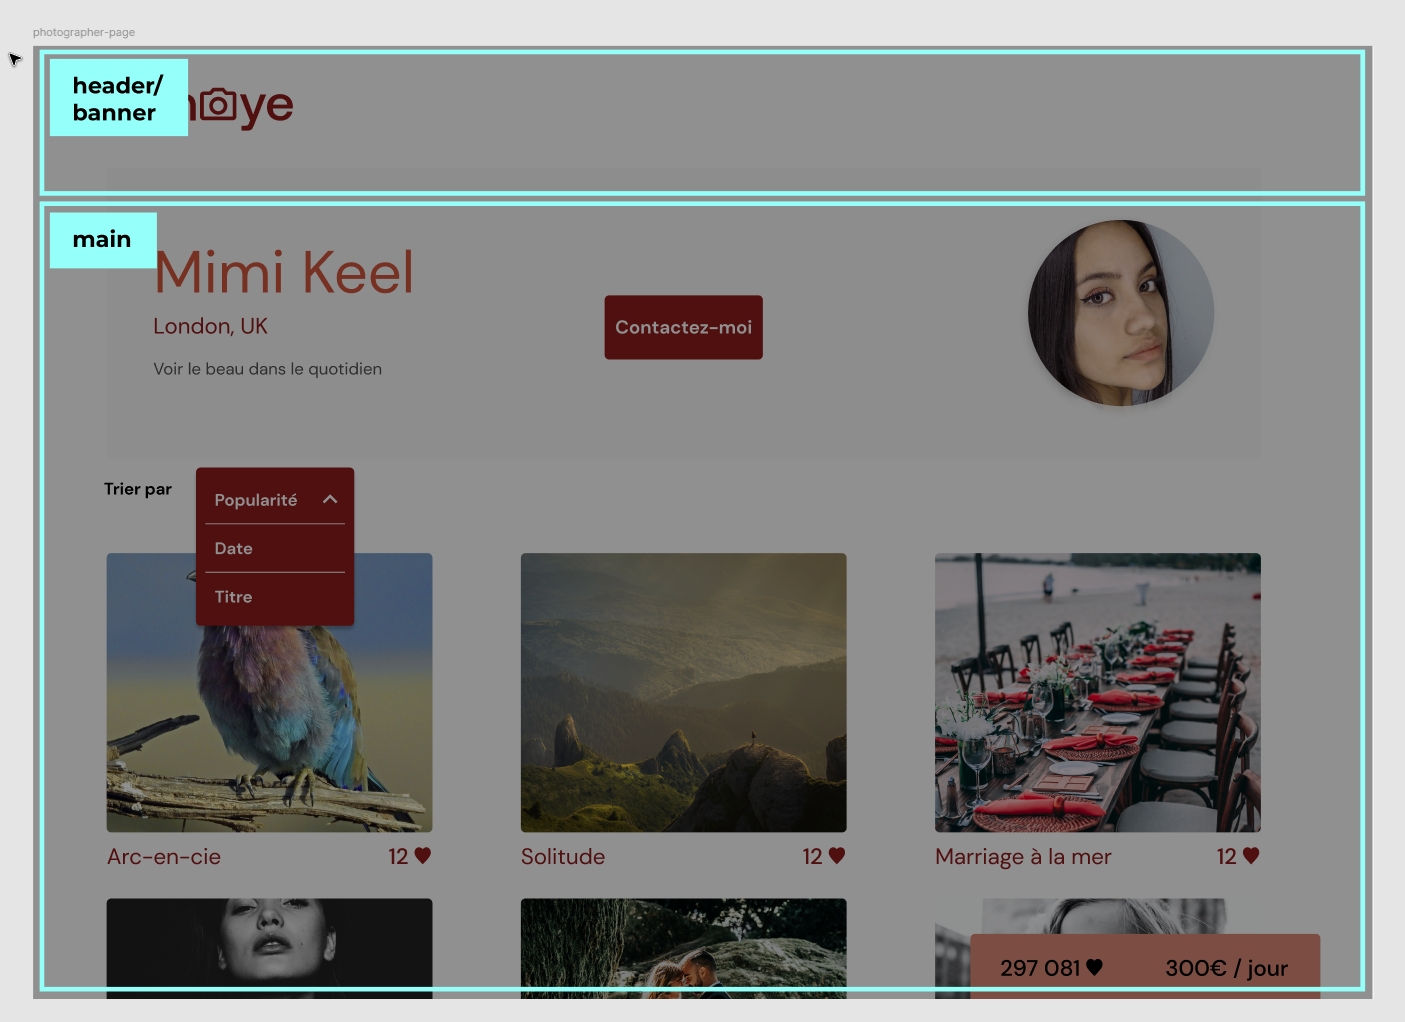 photographer-page
header/
banner
ye
main
Mimi Keel
London, UK
Contactez-moi
Voir le beau dans le quotidien
Trier par
Popularité
Date
Titre
Arc-en-cie
12
Solitude
12
Marriage à la mer
12
297 081
300€ / jour